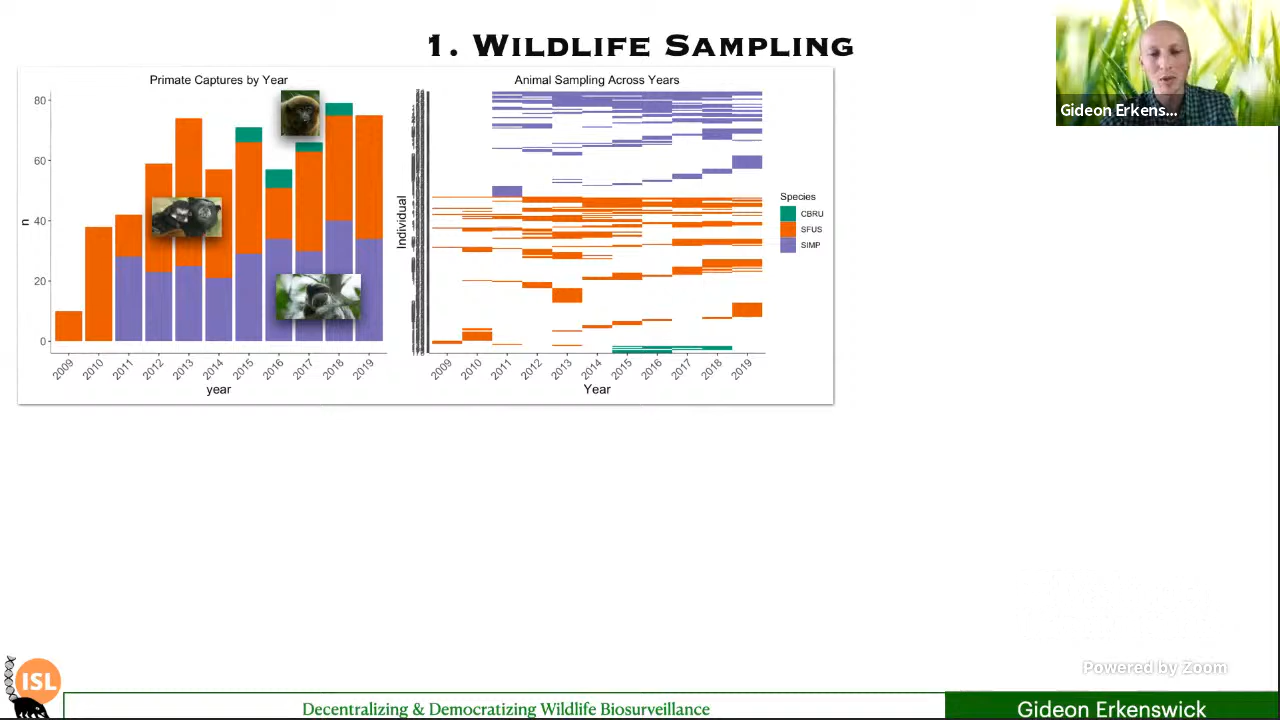 1. Wildlife Sampling
Primate Captures by Year
Animal Sampling Across Years
Gideon Erkens...
80
60
40
20
0
n
2009
2010
2011
2012
2013
2014
2015
2016
2017
2018
2019
year
Individual
2009
2010
2011
2012
2013
2014
2015
2016
2017
2018
2019
Year
Species
CBRU
SFUS
SIMP
Powered by Zoom
ISL
Decentralizing & Democratizing Wildlife Biosurveillance
Gideon Erkenswick